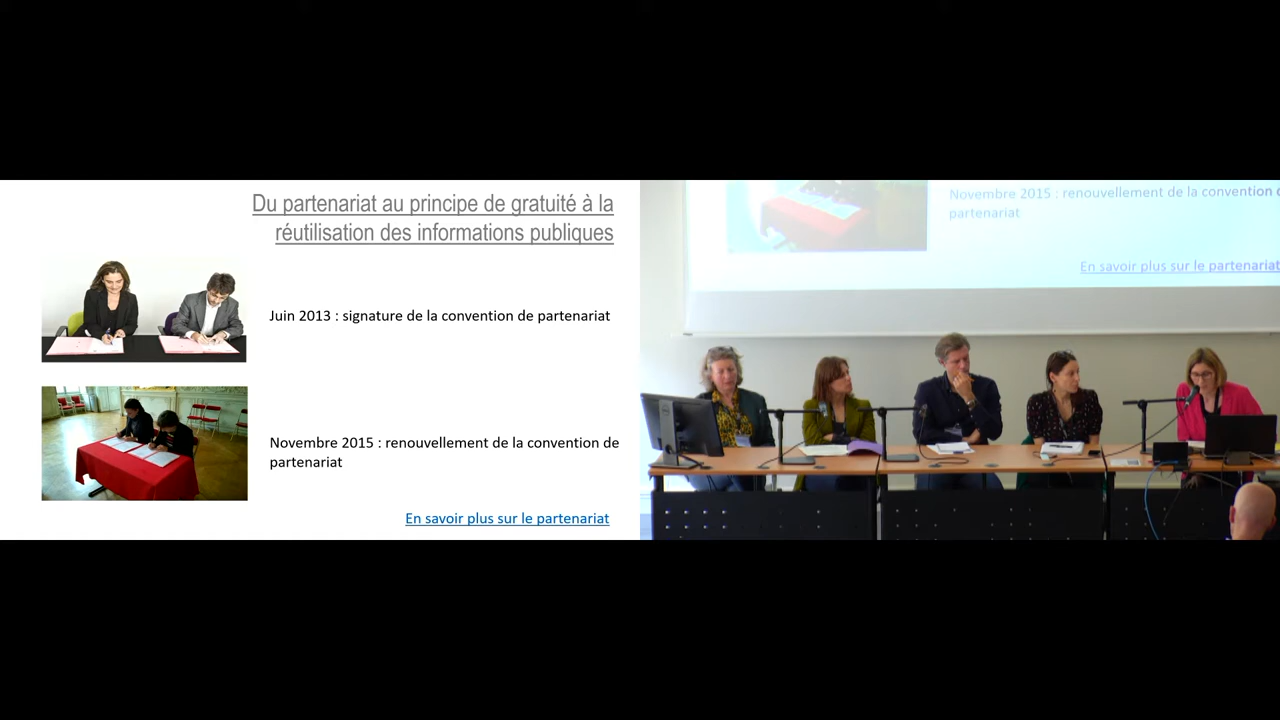 Du partenariat au principe de gratuité à la
réutilisation des informations publiques
Juin 2013 : signature de la convention de partenariat
Novembre 2015 : renouvellement de la convention de
partenariat
En savoir plus sur le partenariat
Novembre 2015 : renouvellement de la convention
partenariat
En savoir plus sur le partenariat